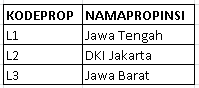 KODEPROP NAMAPROPINSI
L1 Jawa Tengah
L2 DKI Jakarta
L3 Jawa Barat